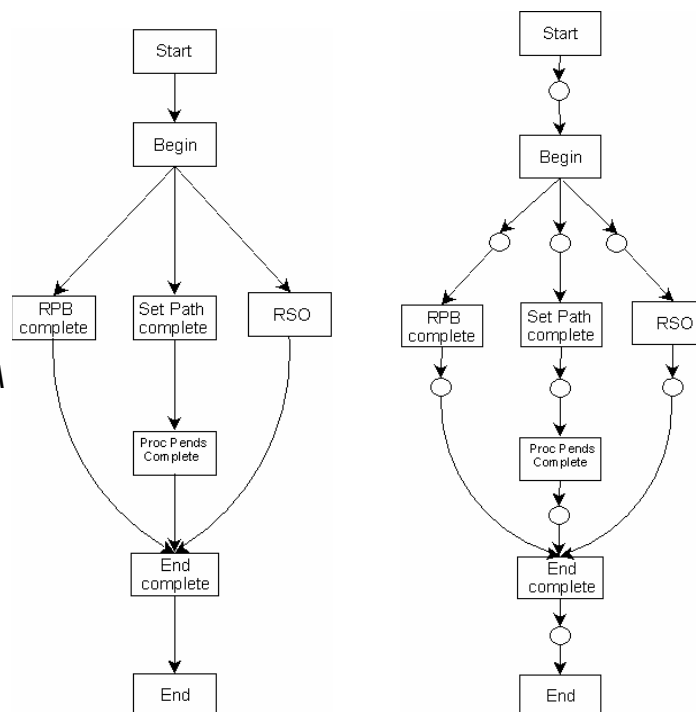 Start
Begin
RPB
complete
Set Path
complete
RSO
Proc Pends
Complete
End
complete
End
Start
Begin
RPB
complete
Set Path
complete
RSO
Proc Pends
Complete
End
complete
End